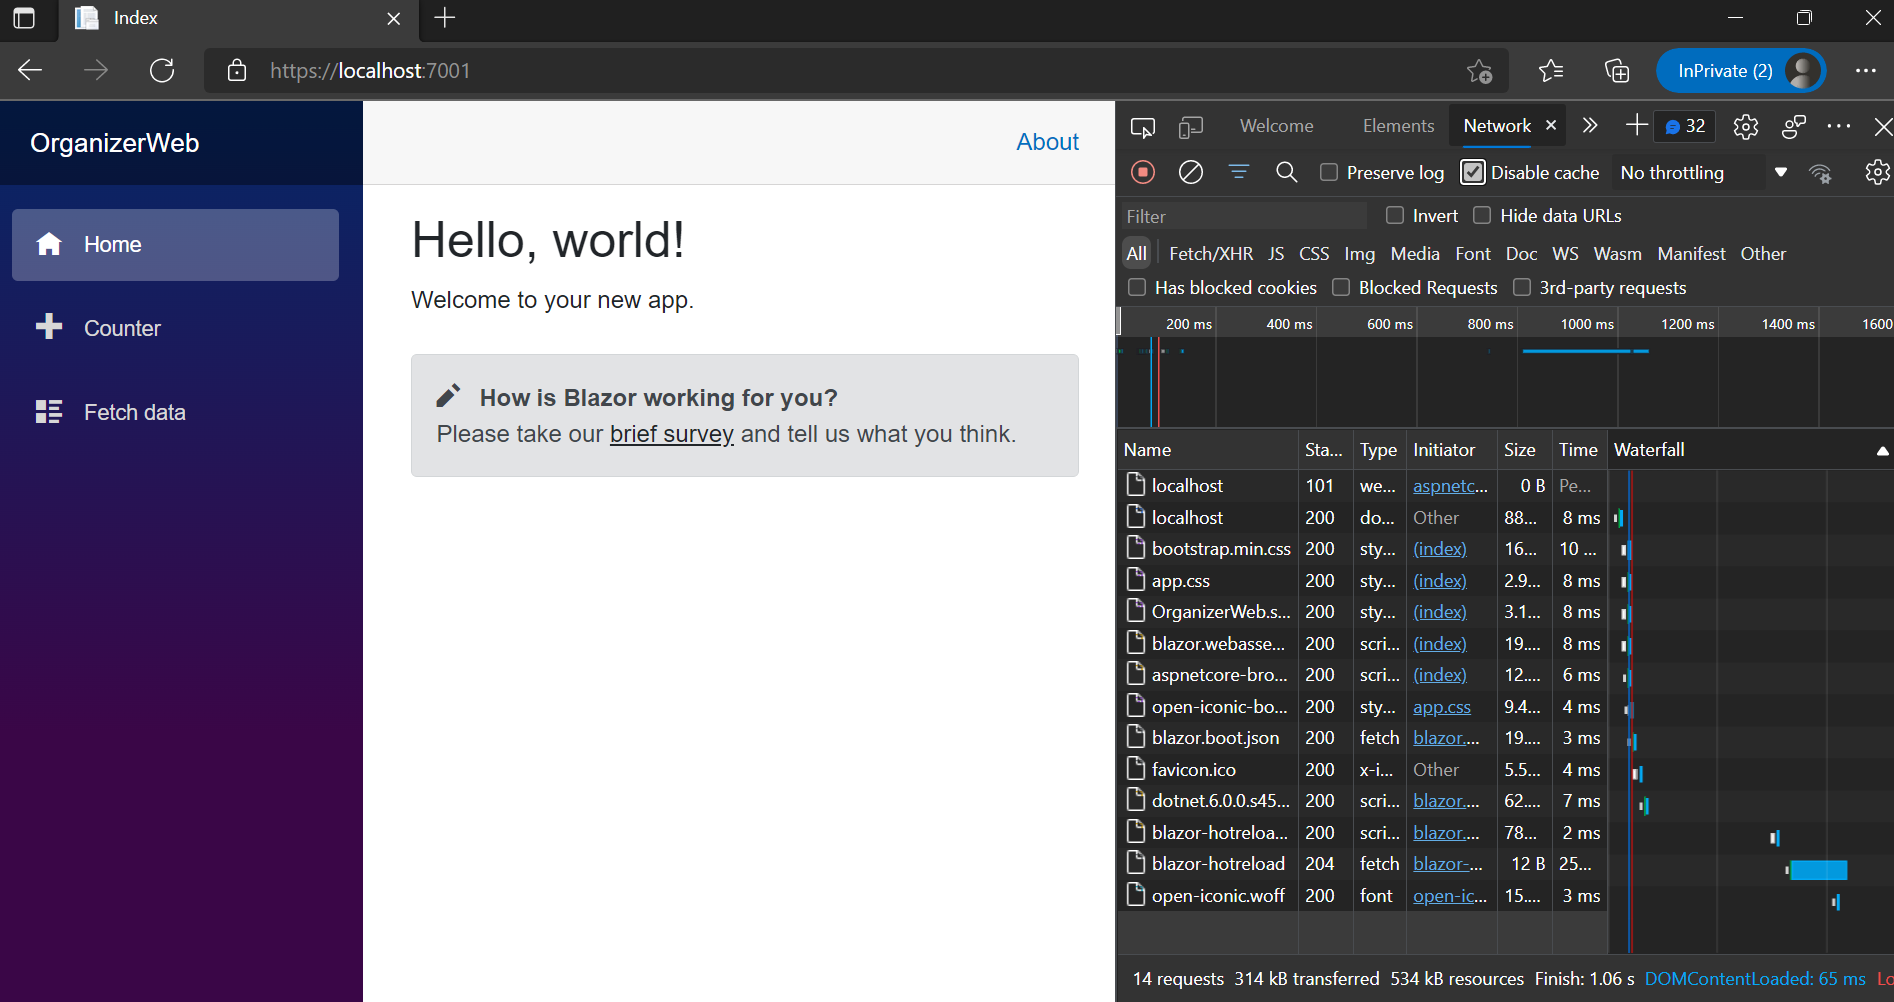 Index
https://localhost:7001
InPrivate (2)
OrganizerWeb
About
Home
Counter
Fetch data
Hello, world!
Welcome to your new app.
How is Blazor working for you?
Please take our brief survey and tell us what you think.
Welcome Elements Network 32
Preserve log Disable cache No throttling
Filter Invert Hide data URLs
All Fetch/XHR JS CSS Img Media Font Doc WS Wasm Manifest Other
Has blocked cookies Blocked Requests 3rd-party requests
200 ms 400 ms 600 ms 800 ms 1000 ms 1200 ms 1400 ms 1600
Name Sta... Type Initiator Size Time Waterfall
localhost 101 we... aspnetc... 0 B Pe...
localhost 200 do... Other 88... 8 ms
bootstrap.min.css 200 sty... (index) 16... 10 ...
app.css 200 sty... (index) 2.9... 8 ms
OrganizerWeb.s... 200 sty... (index) 3.1... 8 ms
blazor.webasse... 200 scri... (index) 19.... 8 ms
aspnetcore-bro... 200 scri... (index) 12.... 6 ms
open-iconic-bo... 200 sty... app.css 9.4... 4 ms
blazor.boot.json 200 fetch blazor.... 19.... 3 ms
favicon.ico 200 x-i... Other 5.5... 4 ms
dotnet.6.0.0.s45... 200 scri... blazor.... 62.... 7 ms
blazor-hotreloa... 200 scri... blazor.... 78... 2 ms
blazor-hotreload 204 fetch blazor-... 12 B 25...
open-iconic.woff 200 font open-ic... 15.... 3 ms
14 requests 314 kB transferred 534 kB resources Finish: 1.06 s DOMContentLoaded: 65 ms Lo